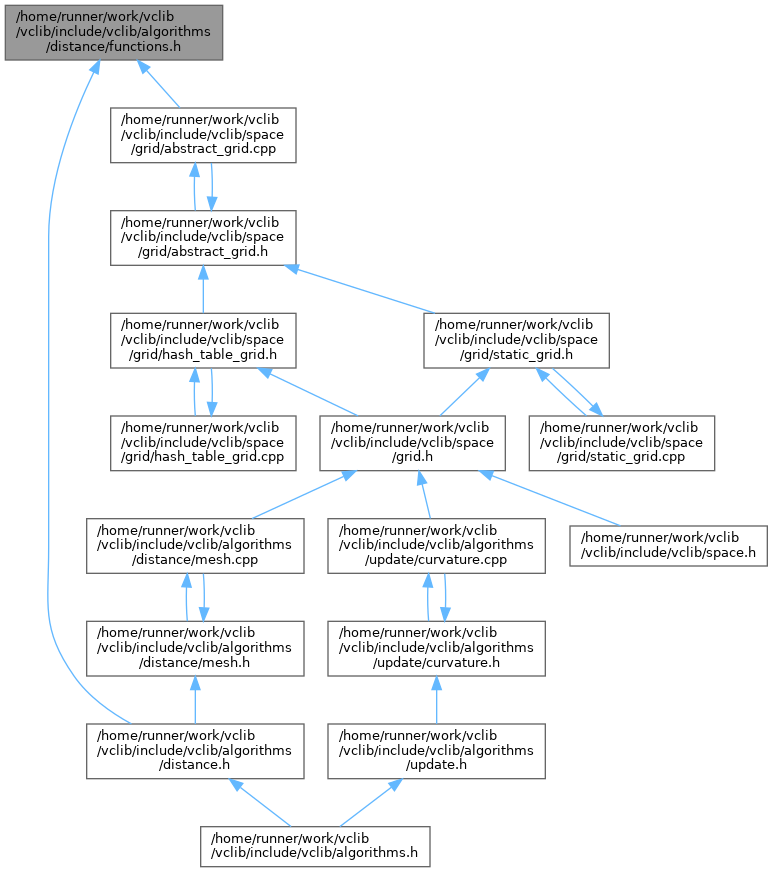 /home/runner/work/vclib
/vclib/include/vclib/algorithms
/distance/functions.h
/home/runner/work/vclib
/vclib/include/vclib/space
/grid/abstract_grid.cpp
/home/runner/work/vclib
/vclib/include/vclib/space
/grid/abstract_grid.h
/home/runner/work/vclib
/vclib/include/vclib/space
/grid/hash_table_grid.h
/home/runner/work/vclib
/vclib/include/vclib/space
/grid/static_grid.h
/home/runner/work/vclib
/vclib/include/vclib/space
/grid/hash_table_grid.cpp
/home/runner/work/vclib
/vclib/include/vclib/space
/grid.h
/home/runner/work/vclib
/vclib/include/vclib/space
/grid/static_grid.cpp
/home/runner/work/vclib
/vclib/include/vclib/algorithms
/distance/mesh.cpp
/home/runner/work/vclib
/vclib/include/vclib/algorithms
/update/curvature.cpp
/home/runner/work/vclib
/vclib/include/vclib/space.h
/home/runner/work/vclib
/vclib/include/vclib/algorithms
/distance/mesh.h
/home/runner/work/vclib
/vclib/include/vclib/algorithms
/update/curvature.h
/home/runner/work/vclib
/vclib/include/vclib/algorithms
/distance.h
/home/runner/work/vclib
/vclib/include/vclib/algorithms
/update.h
/home/runner/work/vclib
/vclib/include/vclib/algorithms.h